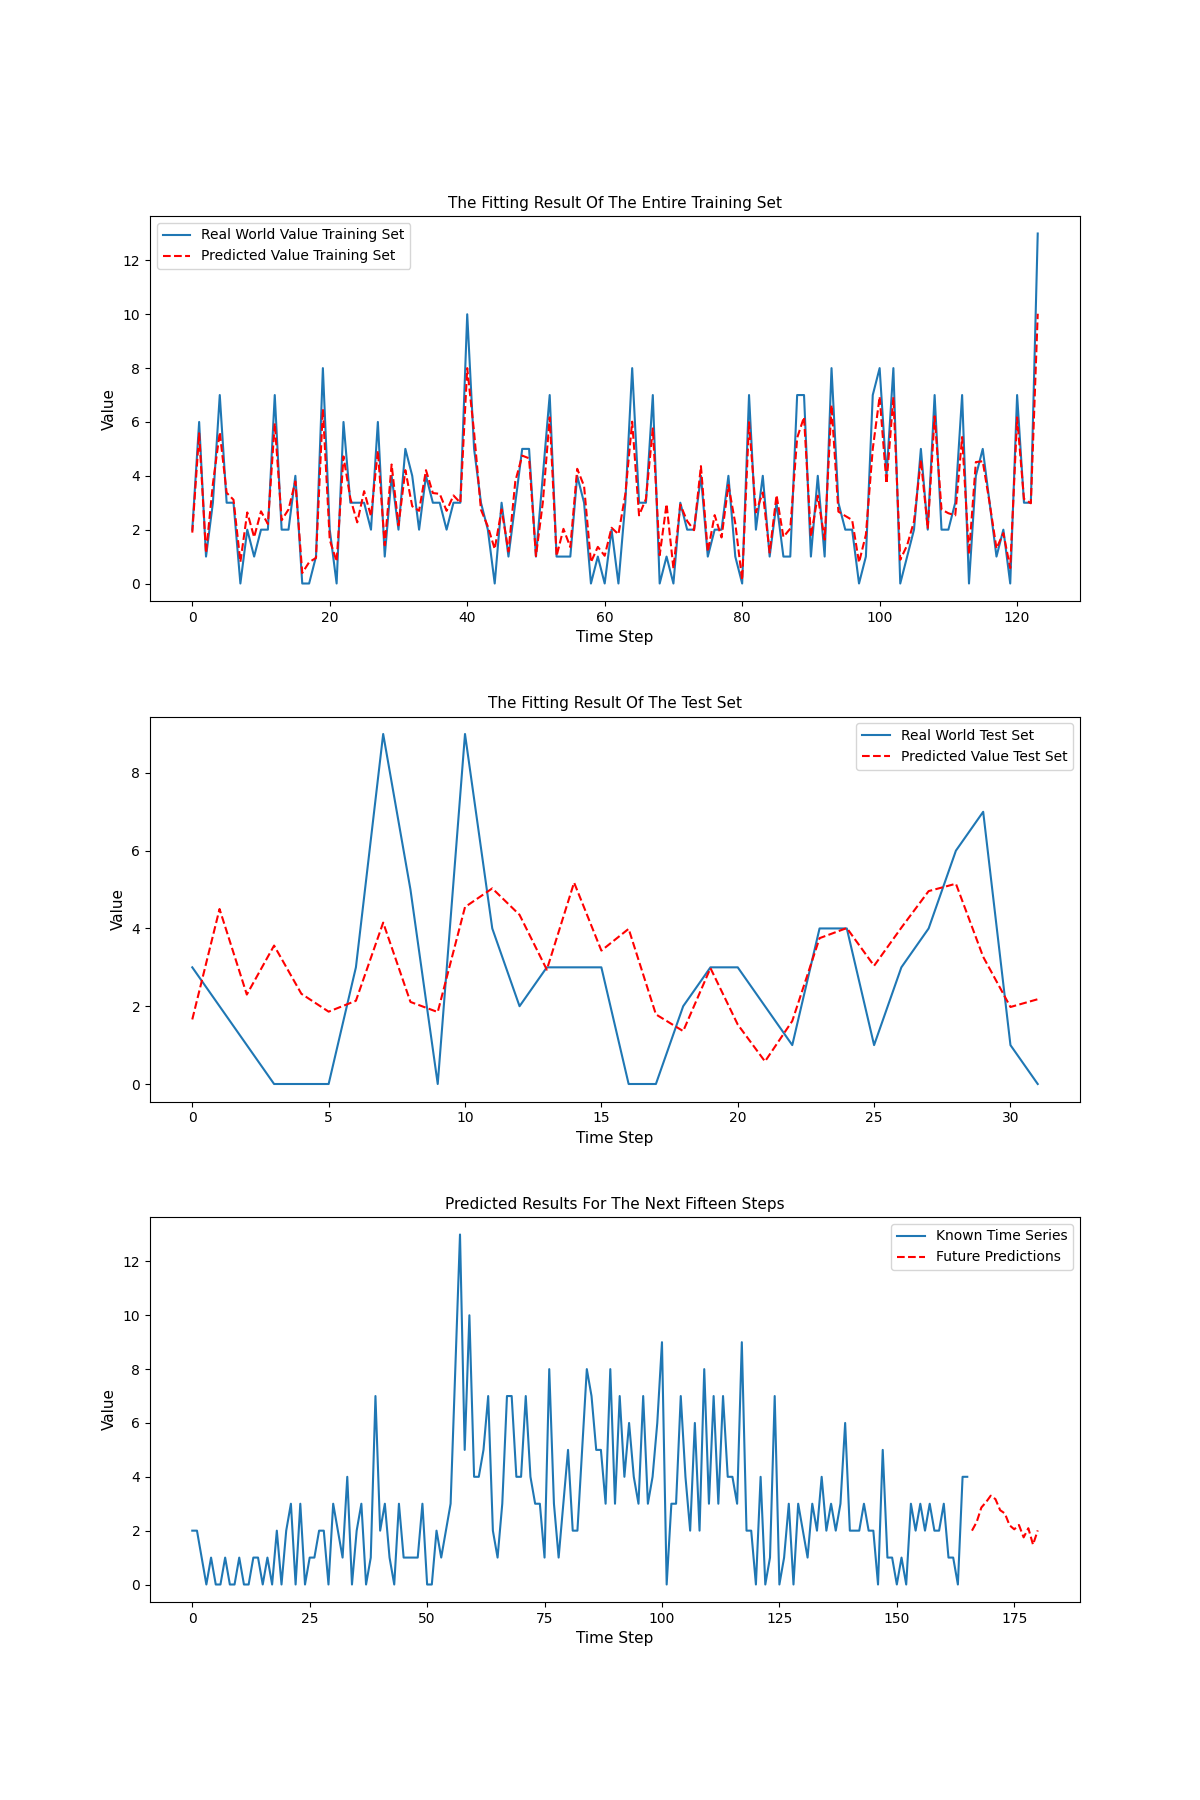 The Fitting Result Of The Entire Training Set
Real World Value Training Set
Predicted Value Training Set
12
10
8
6
4
2
0
Value
0 20 40 60 80 100 120
Time Step
The Fitting Result Of The Test Set
Real World Test Set
Predicted Value Test Set
8
6
4
2
0
Value
0 5 10 15 20 25 30
Time Step
Predicted Results For The Next Fifteen Steps
Known Time Series
Future Predictions
12
10
8
6
4
2
0
Value
0 25 50 75 100 125 150 175
Time Step